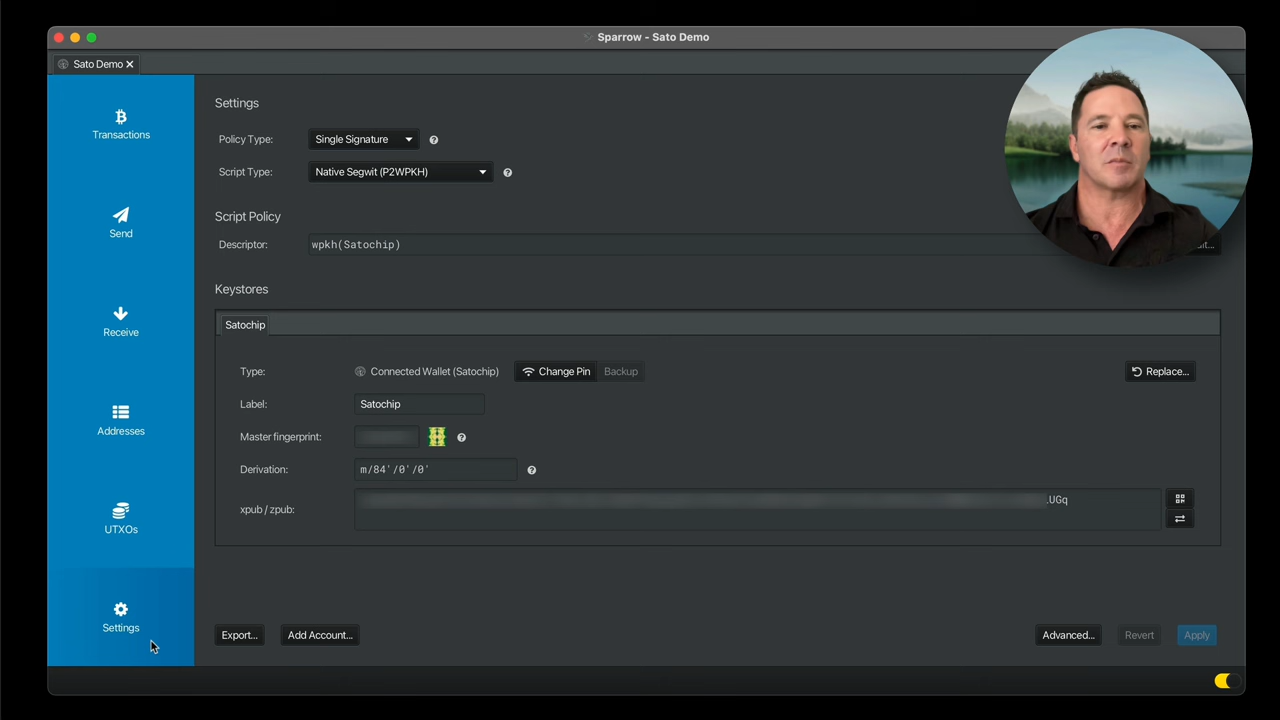 Sparrow - Sato Demo
Sato Demo
Transactions
Send
Receive
Addresses
UTXOs
Settings
Settings
Policy Type: Single Signature
Script Type: Native Segwit (P2WPKH)
Script Policy
Descriptor: wpkh(Satochip)
Keystores
Satochip
Type: Connected Wallet (Satochip) Change Pin Backup Replace...
Label: Satochip
Master fingerprint:
Derivation: m/84'/0'/0'
xpub / zpub: UGq
Export... Add Account... Advanced... Revert Apply